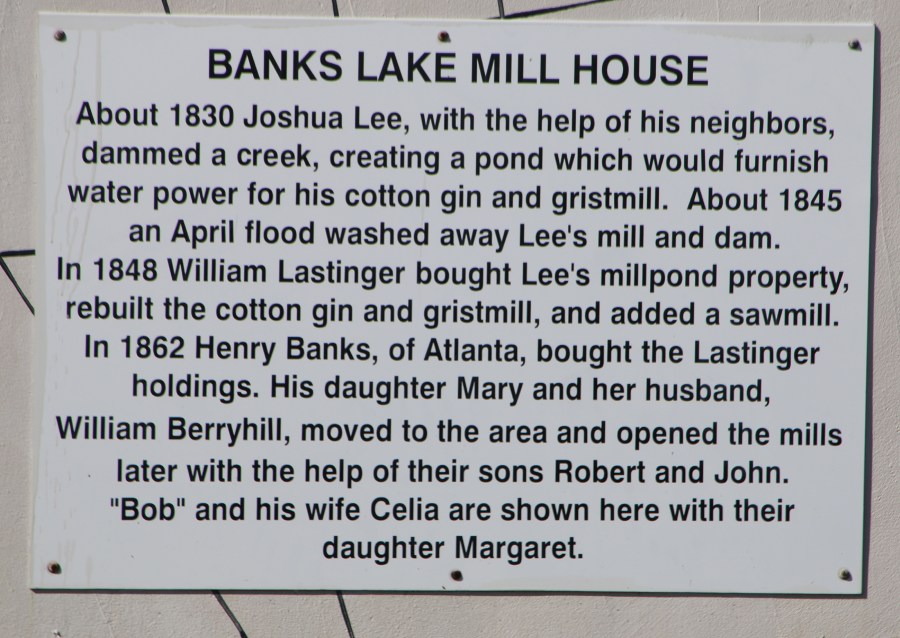 BANKS LAKE MILL HOUSE
About 1830 Joshua Lee, with the help of his neighbors,
dammed a creek, creating a pond which would furnish
water power for his cotton gin and gristmill.  About 1845
an April flood washed away Lee's mill and dam.
In 1848 William Lastinger bought Lee's millpond property,
rebuilt the cotton gin and gristmill, and added a sawmill.
In 1862 Henry Banks, of Atlanta, bought the Lastinger
holdings. His daughter Mary and her husband,
William Berryhill, moved to the area and opened the mills
later with the help of their sons Robert and John.
"Bob" and his wife Celia are shown here with their
daughter Margaret.